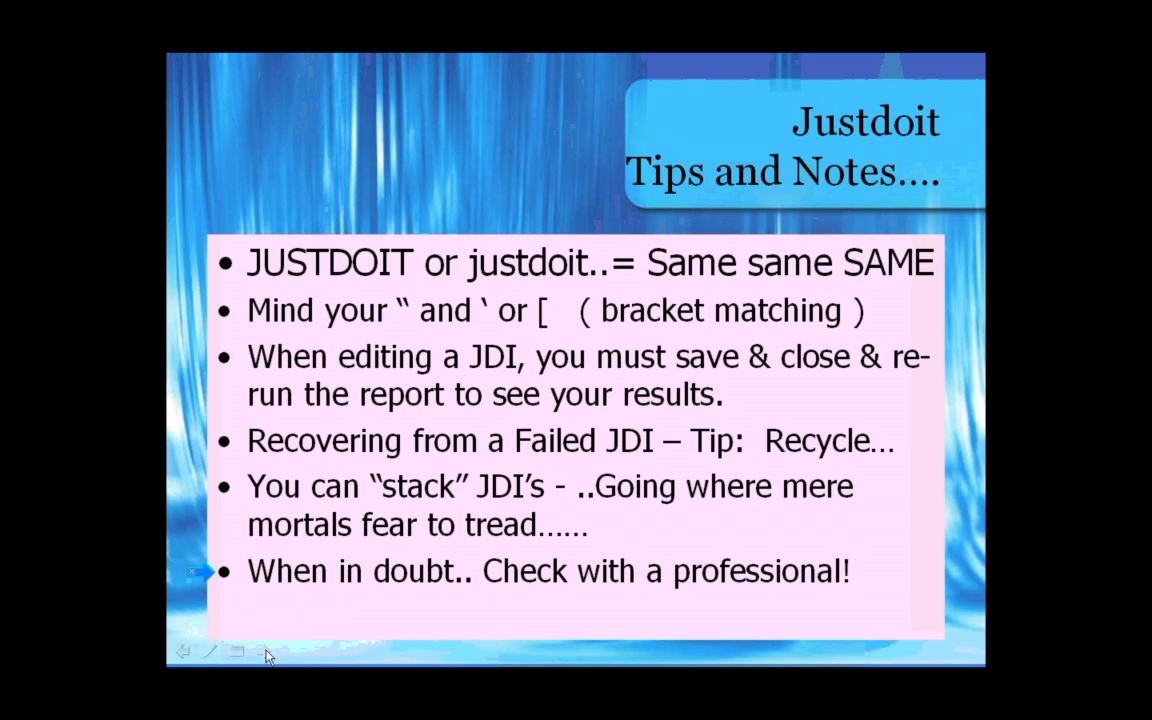 Justdoit
Tips and Notes....
• JUSTDOIT or justdoit..= Same same SAME
• Mind your “ and ‘ or [   ( bracket matching )
• When editing a JDI, you must save & close & re-
run the report to see your results.
• Recovering from a Failed JDI – Tip:  Recycle...
• You can “stack” JDI’s - ..Going where mere
mortals fear to tread......
• When in doubt.. Check with a professional!